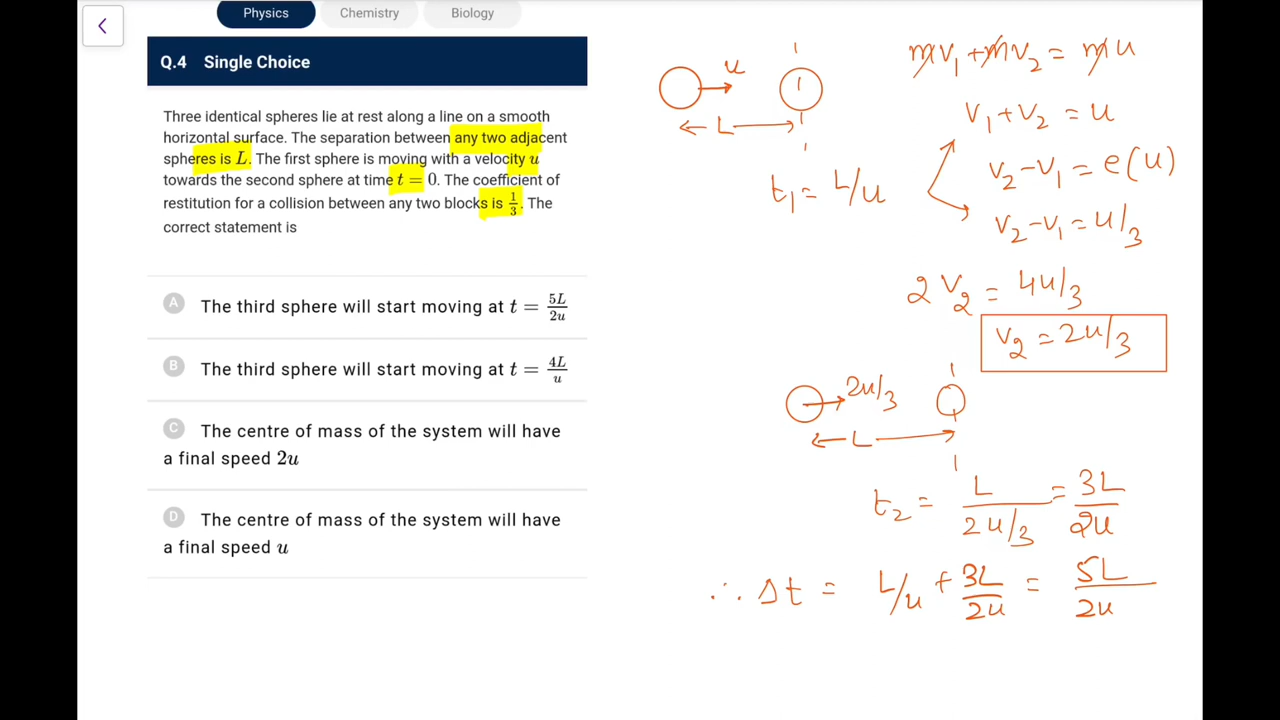 Physics Chemistry Biology
Q.4 Single Choice
Three identical spheres lie at rest along a line on a smooth
horizontal surface. The separation between any two adjacent
spheres is L. The first sphere is moving with a velocity u
towards the second sphere at time t = 0. The coefficient of
restitution for a collision between any two blocks is 1/3. The
correct statement is
A The third sphere will start moving at t = 5L/2u
B The third sphere will start moving at t = 4L/u
C The centre of mass of the system will have
a final speed 2u
D The centre of mass of the system will have
a final speed u
u
L
t₁ = L/u
mv₁ + mv₂ = mu
v₁ + v₂ = u
v₂ - v₁ = e(u)
v₂ - v₁ = u/3
2 v₂ = 4u/3
v₂ = 2u/3
2u/3
L
t₂ = L/(2u/3) = 3L/2u
∴ Δt = L/u + 3L/2u = 5L/2u